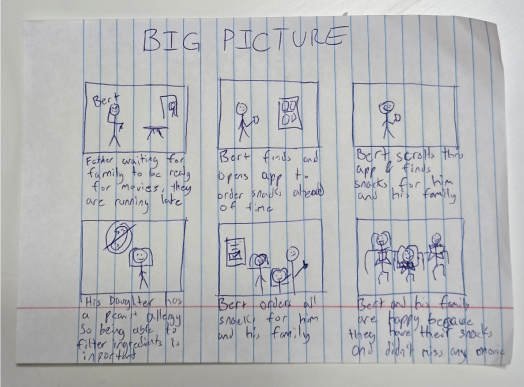 BIG PICTURE
Bert
Father waiting for
family to be ready
for movies, they
are running late
Bert finds and
opens app to
order snacks ahead
of time
Bert scrolls thru
app & finds
snacks for him
and his family
His Daughter has
a peanut allergy
so being able to
filter ingredients is
important
Bert orders all
snacks for him
and his family
Bert and his family
are happy because
they have their snacks
and didn't miss any movie